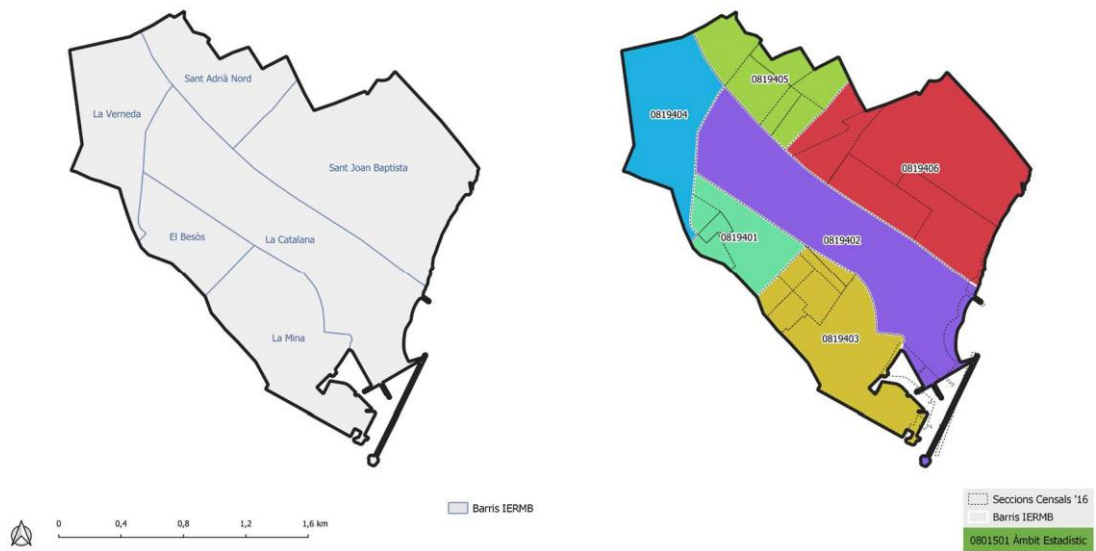 Sant Adrià Nord
La Verneda
Sant Joan Baptista
El Besòs
La Catalana
La Mina
Barris IERMB
0 0,4 0,8 1,2 1,6 km
0819405
0819404
0819406
0819401
0819402
0819403
Seccions Censals '16
Barris IERMB
0801501 Àmbit Estadístic